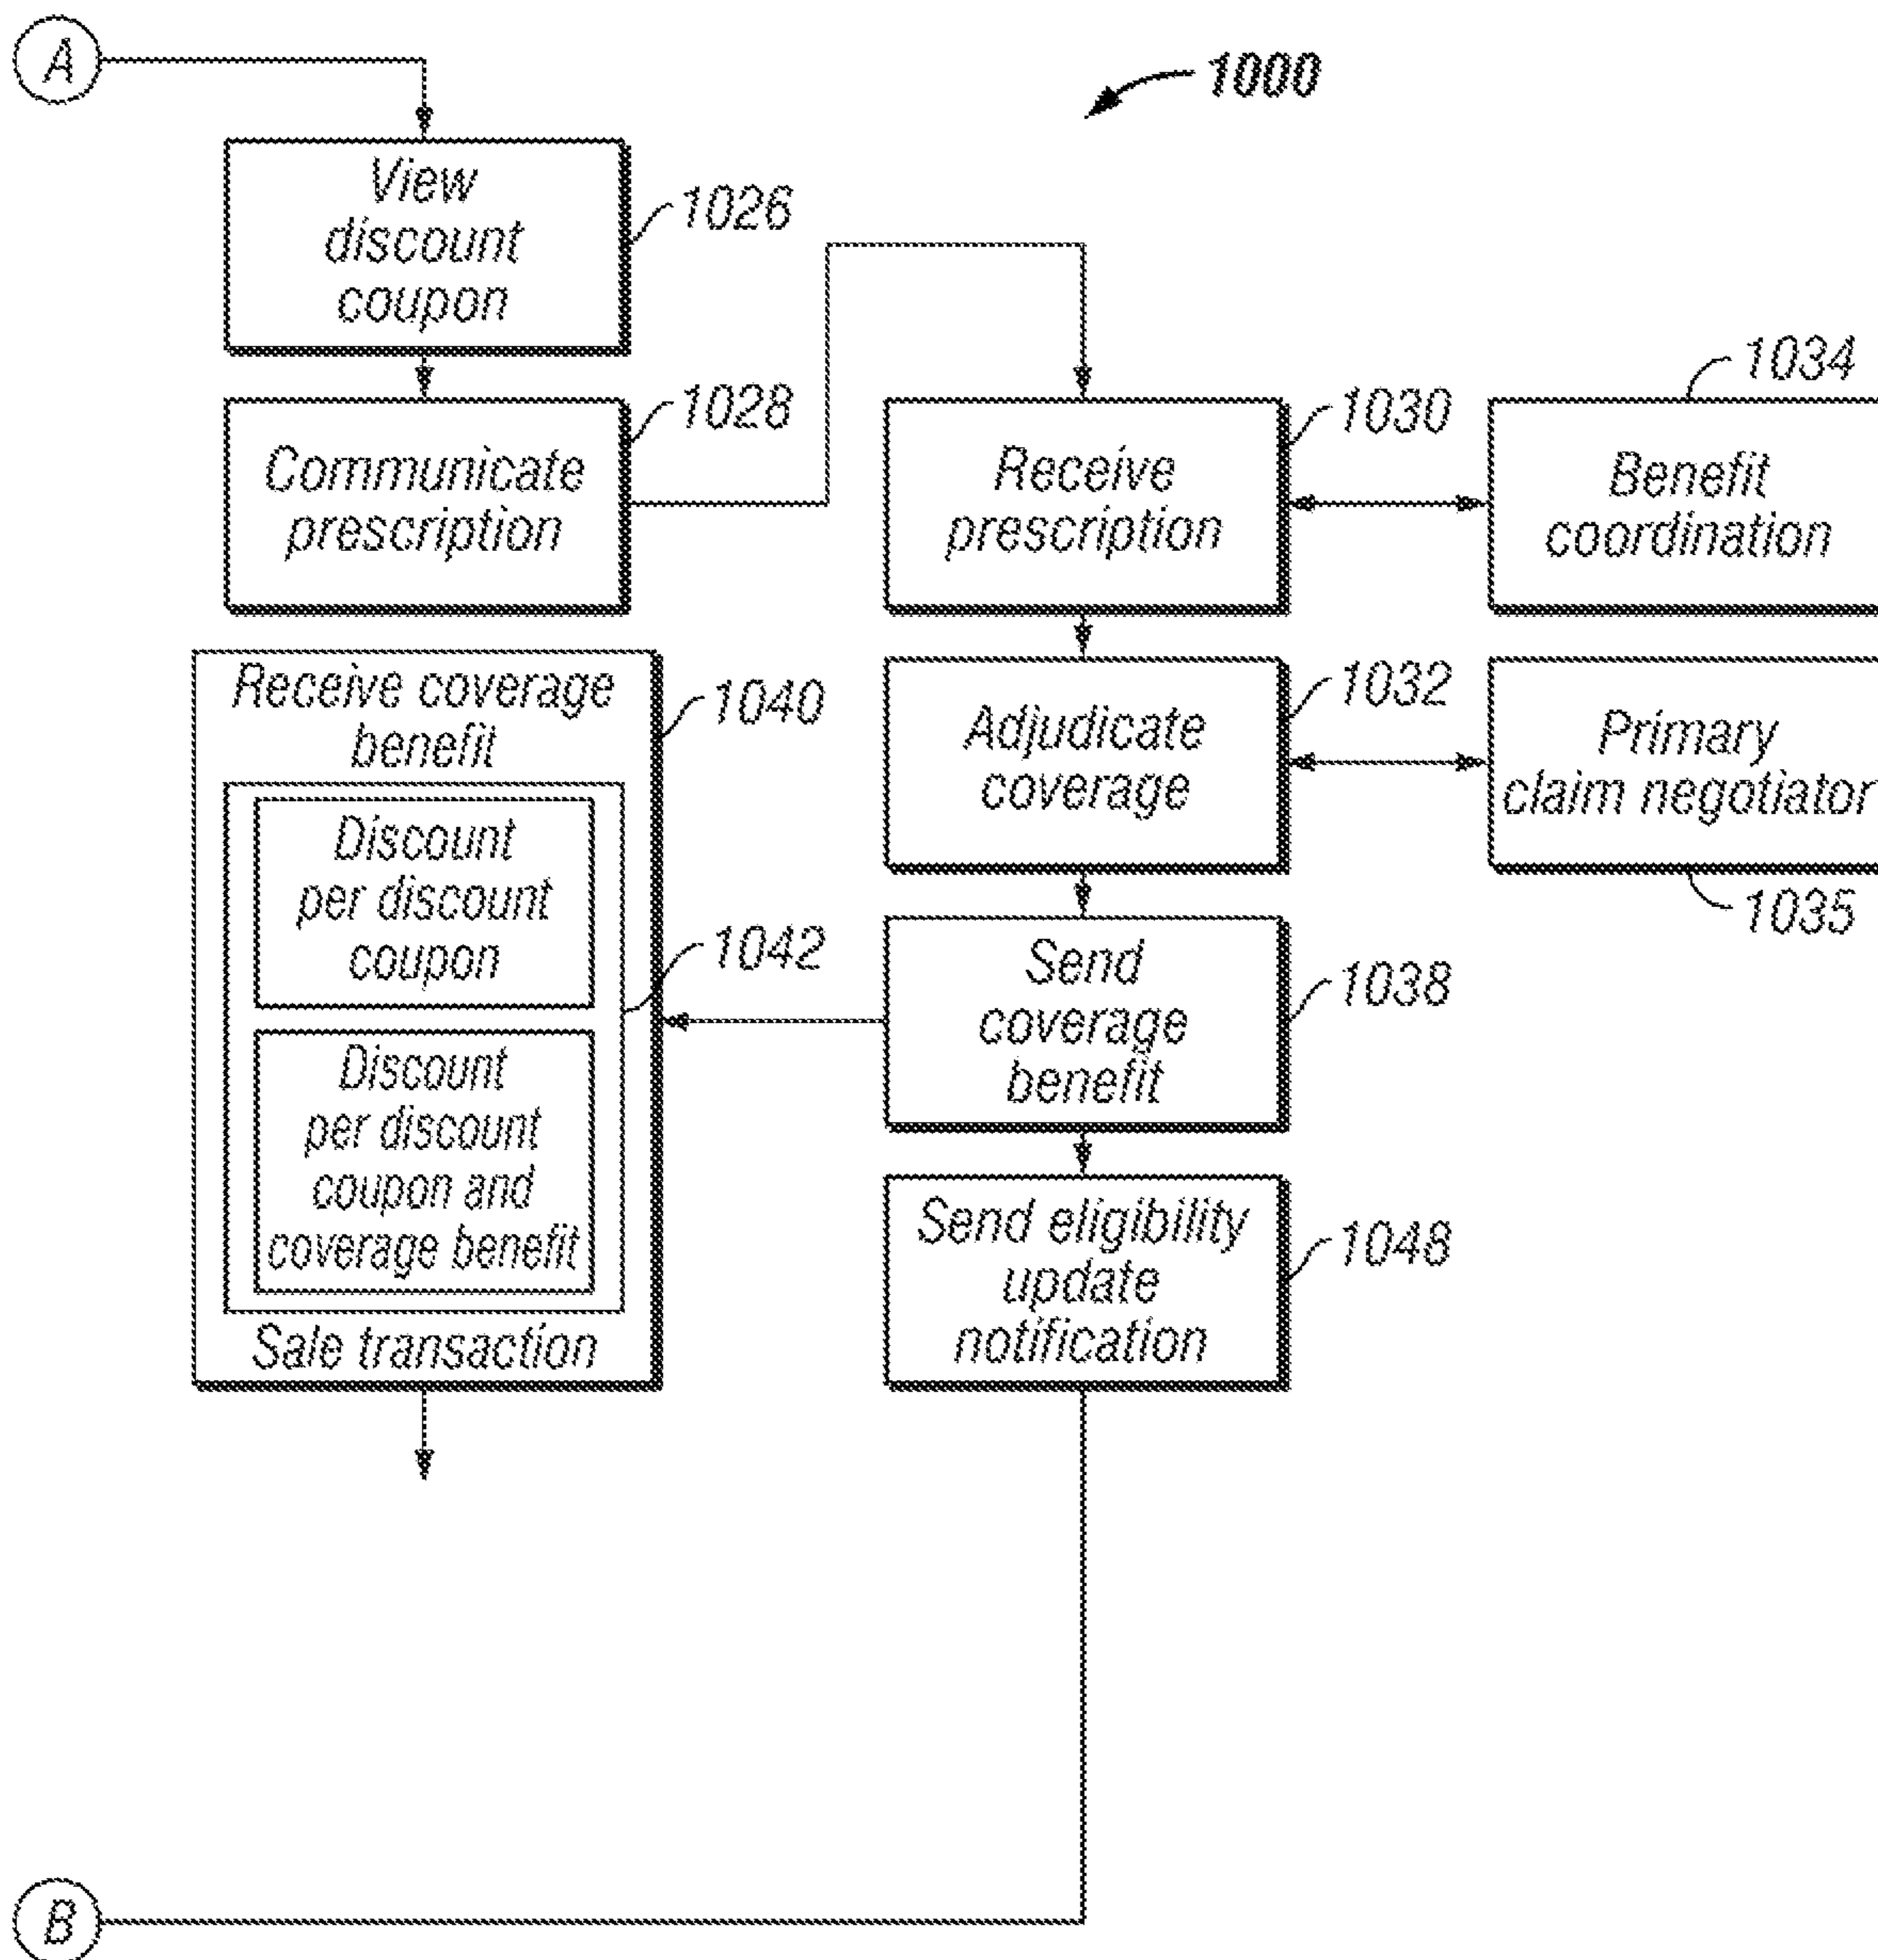 A
1000
View
discount
coupon
1026
Communicate
prescription
1028
Receive
prescription
1030
Benefit
coordination
1034
Adjudicate
coverage
1032
Primary
claim negotiator
1035
Receive coverage
benefit
1040
Discount
per discount
coupon
1042
Discount
per discount
coupon and
coverage benefit
Sale transaction
Send
coverage
benefit
1038
Send eligibility
update
notification
1048
B